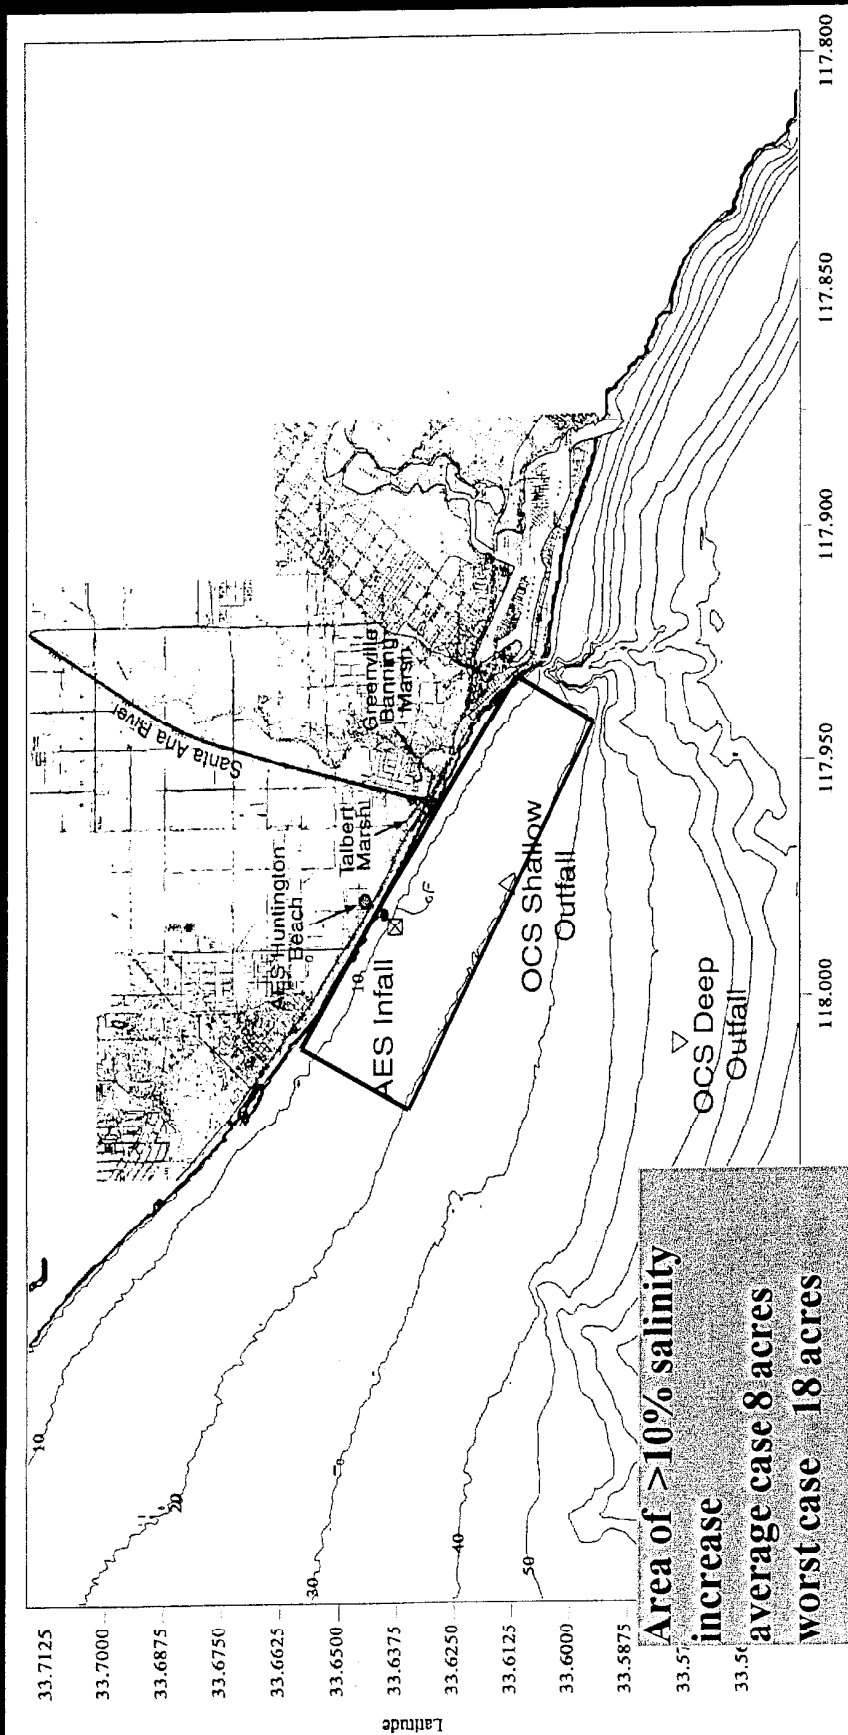 117.800
117.850
117.900
117.950
118.000
Santa Ana River
Greenville
Banning
Marsh
Talbert
Marsh
AES Huntington
Beach
AES Infall
10
OCS Shallow
Outfall
OCS Deep
Outfall
10
20
30
40
50
Area of >10% salinity
increase
average case 8 acres
worst case 18 acres
33.7125
33.7000
33.6875
33.6750
33.6625
33.6500
33.6375
33.6250
33.6125
33.6000
33.5875
Latitude